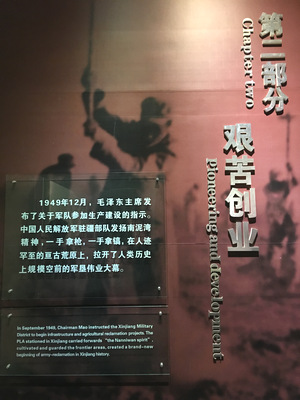 第二部分
Chapter two
艰苦创业
pioneering and development
1949年12月，毛泽东主席发
布了关于军队参加生产建设的指示。
中国人民解放军驻疆部队发扬南泥湾
精神，一手拿枪，一手拿镐，在人迹
罕至的亘古荒原上，拉开了人类历史
上规模空前的军垦伟大大幕。
In September 1949, Chairman Mao instructed the Xinjiang Military
District to begin infrastructure and agricultural reclamation projects. The
PLA stationed in Xinjiang carried forwards “the Nanniwan spirit”,
cultivated and guarded the frontier areas, created a brand-new
beginning of army-reclamation in Xinjiang history.